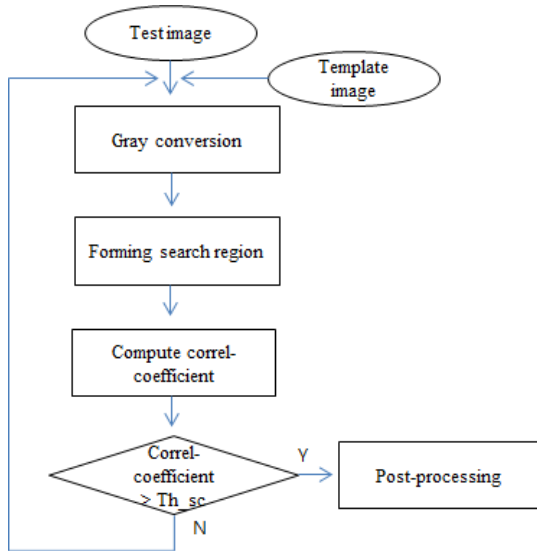 Test image
Template
image
Gray conversion
Forming search region
Compute correl-
coefficient
Correl-
coefficient
> Th_sc
Y
Post-processing
N